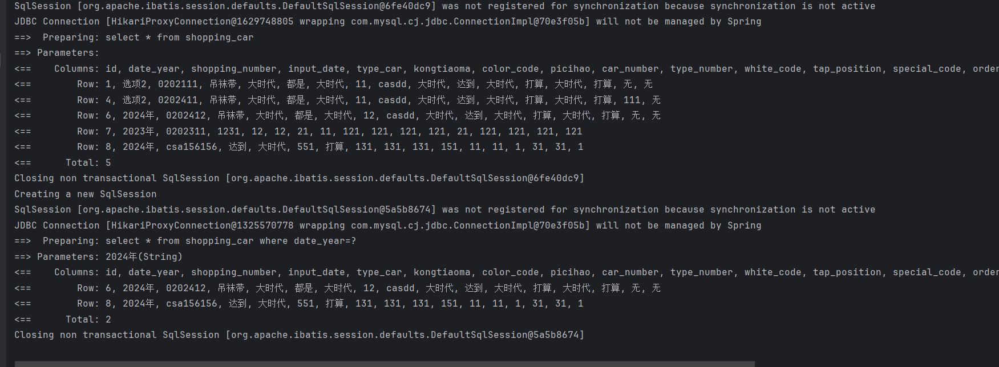 SqlSession [org.apache.ibatis.session.defaults.DefaultSqlSession@6fe40dc9] was not registered for synchronization because synchronization is not active
JDBC Connection [HikariProxyConnection@1629748805 wrapping com.mysql.cj.jdbc.ConnectionImpl@70e3f05b] will not be managed by Spring
==>  Preparing: select * from shopping_car
==> Parameters:
<==    Columns: id, date_year, shopping_number, input_date, type_car, kongtiaoma, color_code, picihao, car_number, type_number, white_code, tap_position, special_code, order
<==        Row: 1, 选项2, 0202111, 吊袜带, 大时代, 都是, 大时代, 11, casdd, 大时代, 达到, 大时代, 打算, 大时代, 打算, 无, 无
<==        Row: 4, 选项2, 0202411, 吊袜带, 大时代, 都是, 大时代, 11, casdd, 大时代, 达到, 大时代, 打算, 大时代, 打算, 111, 无
<==        Row: 6, 2024年, 0202412, 吊袜带, 大时代, 都是, 大时代, 12, casdd, 大时代, 达到, 大时代, 打算, 大时代, 打算, 无, 无
<==        Row: 7, 2023年, 0202311, 1231, 12, 12, 21, 11, 121, 121, 121, 121, 21, 121, 121, 121, 121
<==        Row: 8, 2024年, csa156156, 达到, 大时代, 551, 打算, 131, 131, 131, 151, 11, 11, 1, 31, 31, 1
<==      Total: 5
Closing non transactional SqlSession [org.apache.ibatis.session.defaults.DefaultSqlSession@6fe40dc9]
Creating a new SqlSession
SqlSession [org.apache.ibatis.session.defaults.DefaultSqlSession@5a5b8674] was not registered for synchronization because synchronization is not active
JDBC Connection [HikariProxyConnection@1325570778 wrapping com.mysql.cj.jdbc.ConnectionImpl@70e3f05b] will not be managed by Spring
==>  Preparing: select * from shopping_car where date_year=?
==> Parameters: 2024年(String)
<==    Columns: id, date_year, shopping_number, input_date, type_car, kongtiaoma, color_code, picihao, car_number, type_number, white_code, tap_position, special_code, order
<==        Row: 6, 2024年, 0202412, 吊袜带, 大时代, 都是, 大时代, 12, casdd, 大时代, 达到, 大时代, 打算, 大时代, 打算, 无, 无
<==        Row: 8, 2024年, csa156156, 达到, 大时代, 551, 打算, 131, 131, 131, 151, 11, 11, 1, 31, 31, 1
<==      Total: 2
Closing non transactional SqlSession [org.apache.ibatis.session.defaults.DefaultSqlSession@5a5b8674]